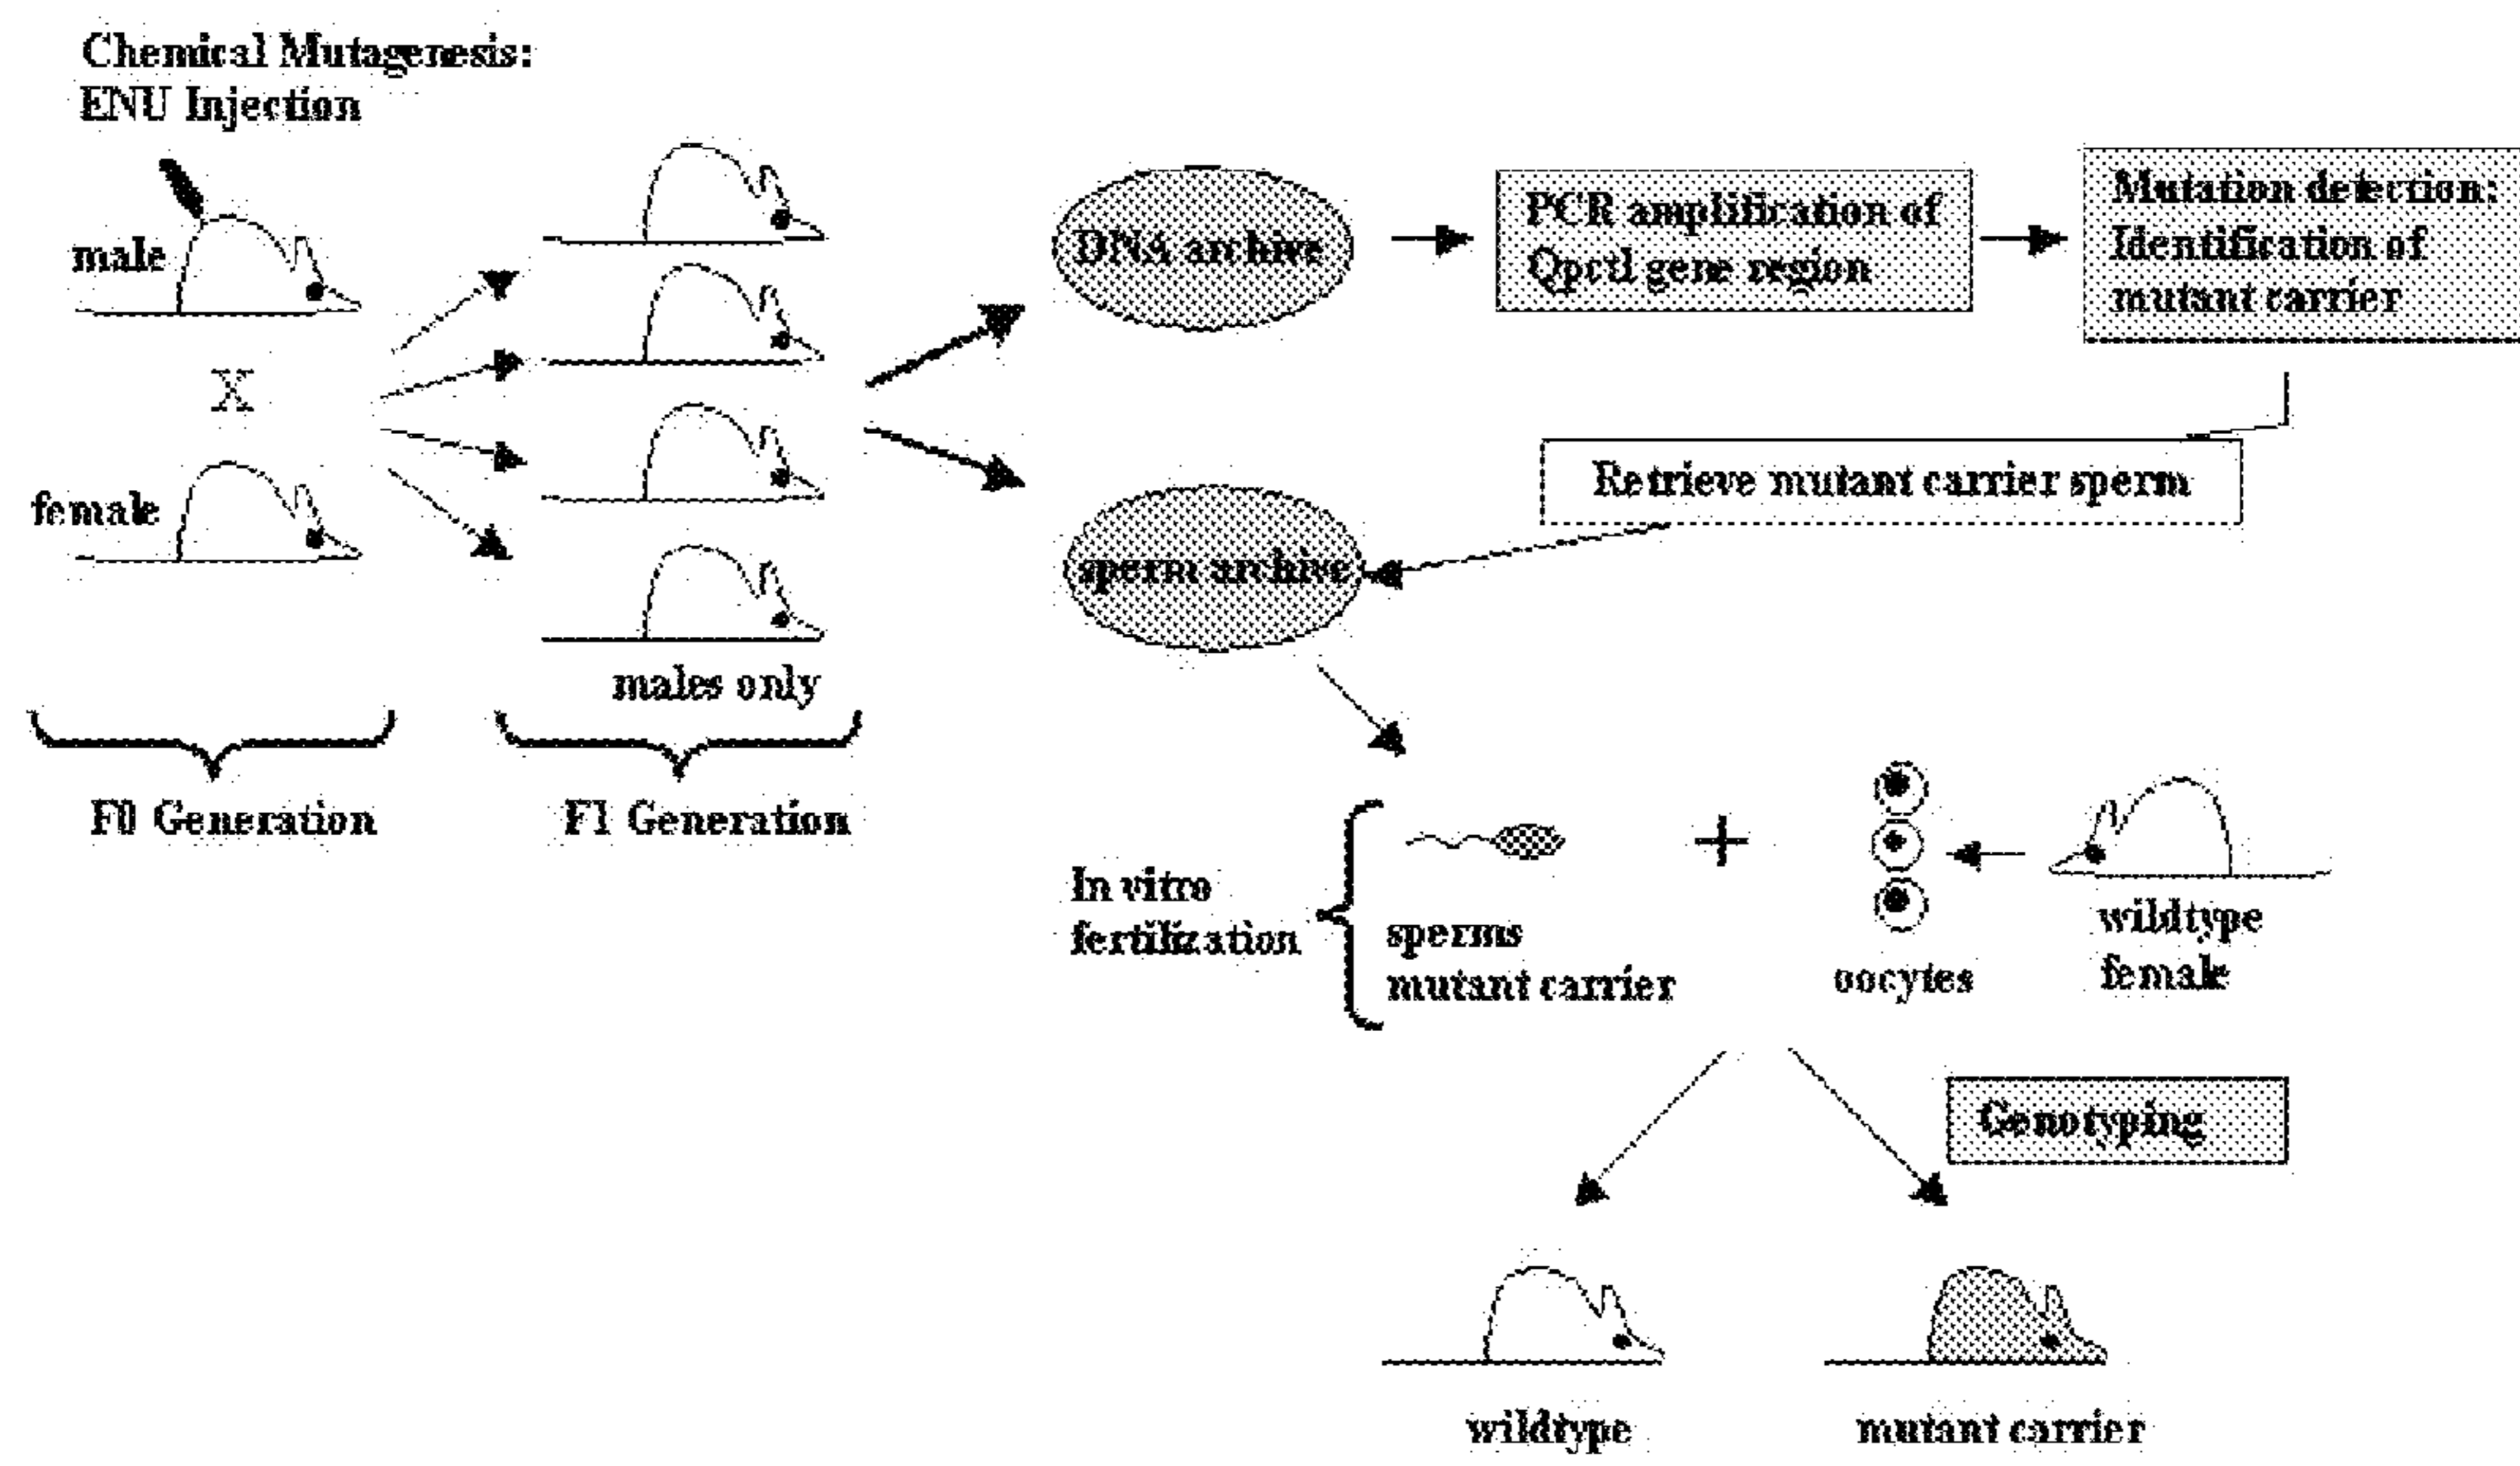 Chemical Mutagenesis:
ENU Injection
male
X
female
males only
F0 Generation
F1 Generation
DNA archive
PCR amplification of
Qpctl gene region
Mutation detection:
Identification of
mutant carrier
Retrieve mutant carrier sperm
sperm archive
In vitro
fertilization
sperms
mutant carrier
+
oocytes
wildtype
female
Genotyping
wildtype
mutant carrier